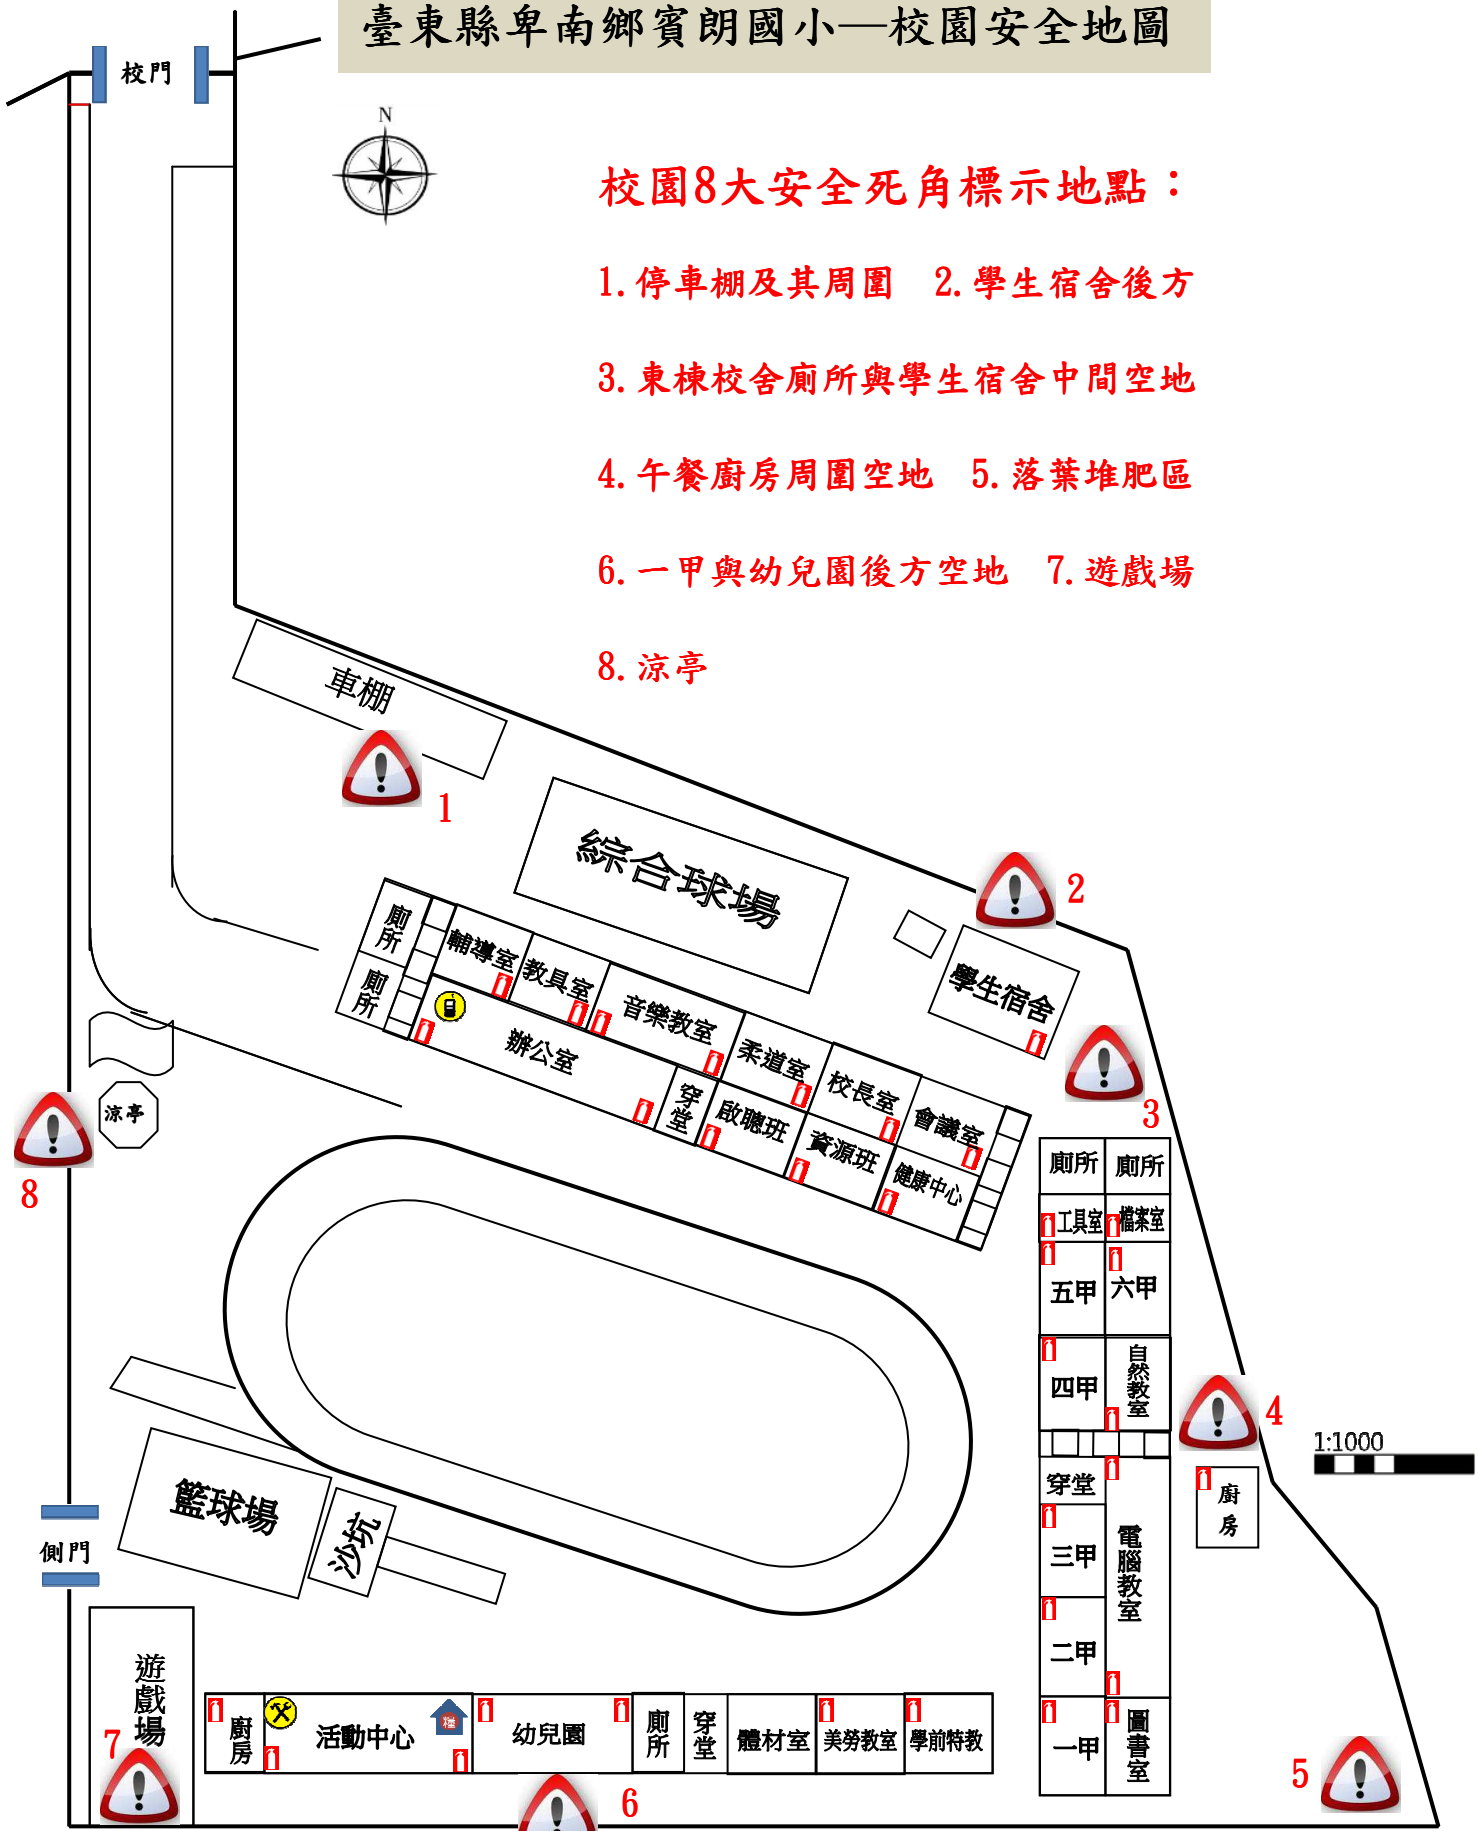 臺東縣卑南鄉賓朗國小—校園安全地圖
校門
N
校園8大安全死角標示地點：
1.停車棚及其周圍 2.學生宿舍後方
3.東棟校舍廁所與學生宿舍中間空地
4.午餐廚房周圍空地 5.落葉堆肥區
6.一甲與幼兒園後方空地 7.遊戲場
8.涼亭
車棚
1
綜合球場
2
學生宿舍
廁所
廁所
輔導室
教具室
音樂教室
柔道室
校長室
會議室
辦公室
穿堂
啟聰班
資源班
健康中心
3
涼亭
8
廁所
廁所
工具室
檔案室
五甲
六甲
四甲
自然教室
4
1:1000
穿堂
廚房
三甲
電腦教室
二甲
一甲
圖書室
籃球場
沙坑
側門
遊戲場
7
廚房
活動中心
幼兒園
廁所
穿堂
體材室
美勞教室
學前特教
6
5